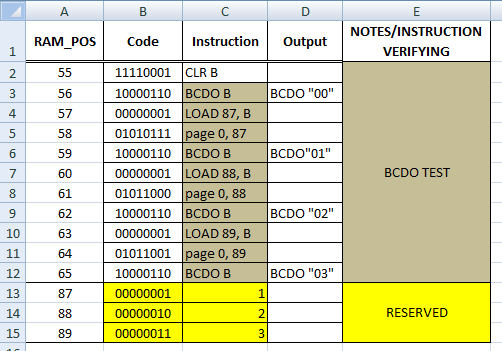 A B C D E
1 RAM_POS Code Instruction Output NOTES/INSTRUCTION VERIFYING
2 55 11110001 CLR B
3 56 10000110 BCDO B BCDO "00"
4 57 00000001 LOAD 87, B
5 58 01010111 page 0, 87
6 59 10000110 BCDO B BCDO"01"
7 60 00000001 LOAD 88, B
8 61 01011000 page 0, 88
9 62 10000110 BCDO B BCDO "02"
10 63 00000001 LOAD 89, B
11 64 01011001 page 0, 89
12 65 10000110 BCDO B BCDO "03"
BCDO TEST
13 87 00000001 1
14 88 00000010 2
15 89 00000011 3
RESERVED